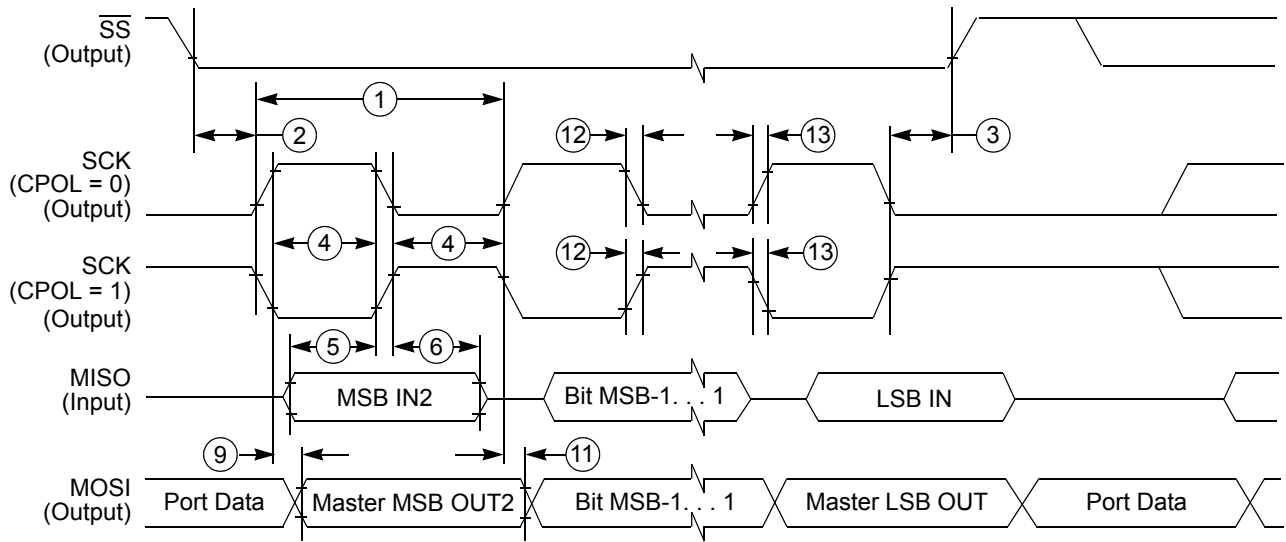 SS
(Output)
1
2
12
13
3
SCK
(CPOL = 0)
(Output)
4
4
12
13
SCK
(CPOL = 1)
(Output)
5
6
MISO
(Input)
MSB IN2
Bit MSB-1. . . 1
LSB IN
9
11
MOSI
(Output)
Port Data
Master MSB OUT2
Bit MSB-1. . . 1
Master LSB OUT
Port Data